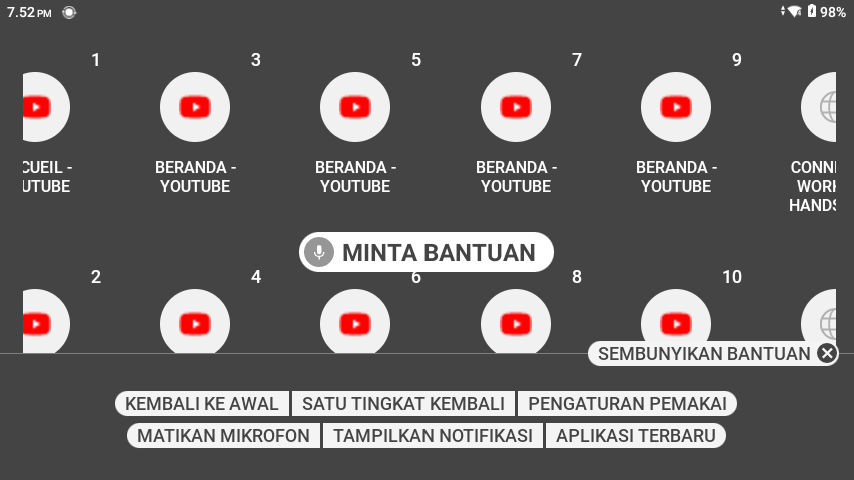 7.52 PM 98%
1 3 5 7 9
CUEIL - BERANDA - BERANDA - BERANDA - BERANDA - CONN
UTUBE YOUTUBE YOUTUBE YOUTUBE YOUTUBE WOR
HANDS
MINTA BANTUAN
2 4 6 8 10
SEMBUNYIKAN BANTUAN
KEMBALI KE AWAL SATU TINGKAT KEMBALI PENGATURAN PEMAKAI
MATIKAN MIKROFON TAMPILKAN NOTIFIKASI APLIKASI TERBARU